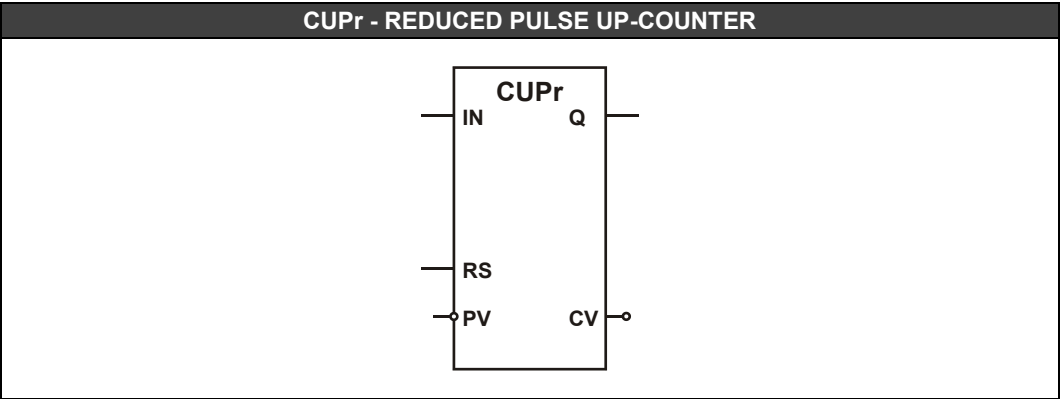 CUPr - REDUCED PULSE UP-COUNTER
CUPr
IN Q
RS
PV CV